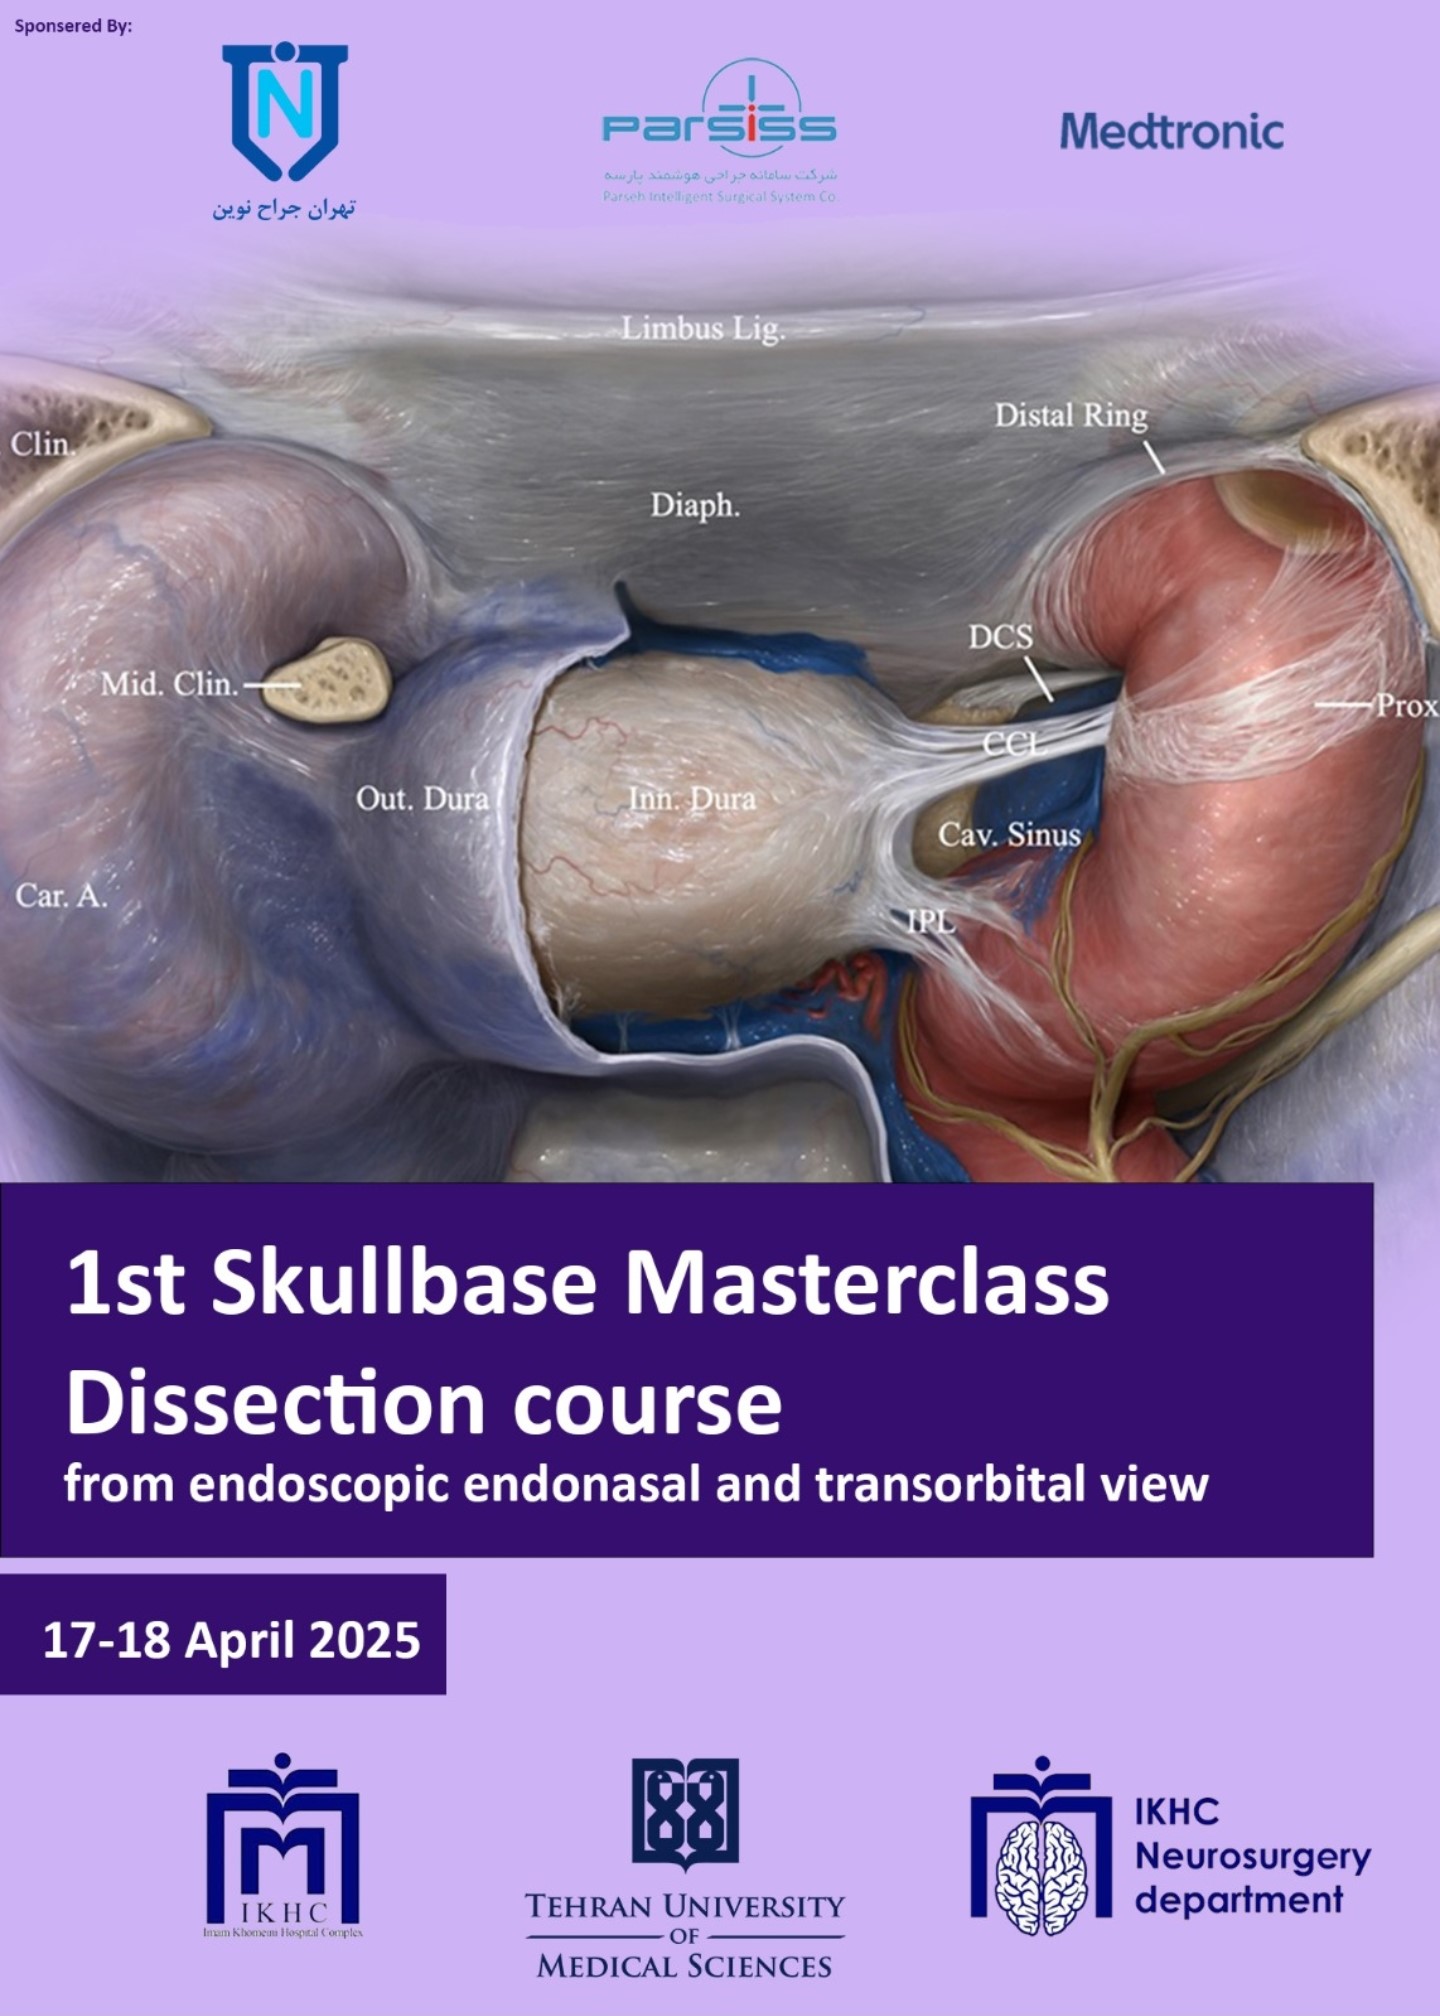 Sponsered By:
N
تهران جراح نوین
Parsiss
شرکت سامانه جراحی هوشمند پارسه
Parseh Intelligent Surgical System Co.
Medtronic
Limbus Lig.
Distal Ring
Clin.
Diaph.
DCS
Mid. Clin.
Prox
CCL
Out. Dura
Inn. Dura
Cav. Sinus
Car. A.
IPL
1st Skullbase Masterclass
Dissection course
from endoscopic endonasal and transorbital view
17-18 April 2025
IKHC
Imam Khomeini Hospital Complex
TEHRAN UNIVERSITY
OF
MEDICAL SCIENCES
IKHC
Neurosurgery
department